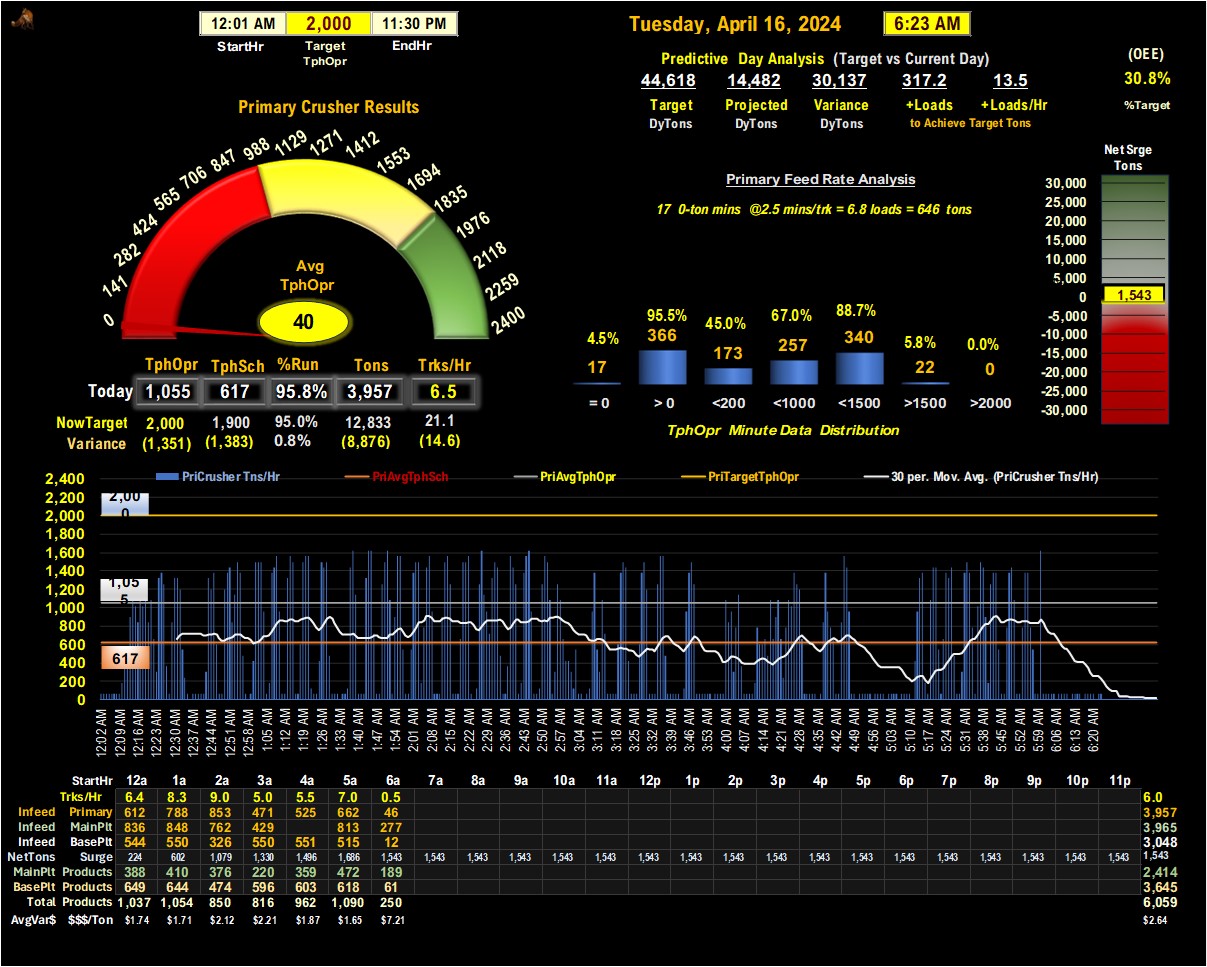 12:01 AM 2,000 11:30 PM
StartHr Target EndHr
TphOpr
Tuesday, April 16, 2024 6:23 AM
Predictive Day Analysis (Target vs Current Day)
44,618 14,482 30,137 317.2 13.5
Target Projected Variance +Loads +Loads/Hr
DyTons DyTons DyTons to Achieve Target Tons
(OEE)
30.8%
%Target
Primary Crusher Results
0 141 282 424 565 706 847 988 1129 1271 1412 1553 1694 1835 1976 2118 2259 2400
Avg
TphOpr
40
TphOpr TphSch %Run Tons Trks/Hr
Today 1,055 617 95.8% 3,957 6.5
NowTarget 2,000 1,900 95.0% 12,833 21.1
Variance (1,351) (1,383) 0.8% (8,876) (14.6)
Primary Feed Rate Analysis
17 0-ton mins @2.5 mins/trk = 6.8 loads = 646 tons
4.5% 95.5% 45.0% 67.0% 88.7% 5.8% 0.0%
17 366 173 257 340 22 0
= 0 > 0 <200 <1000 <1500 >1500 >2000
TphOpr Minute Data Distribution
Net Srge
Tons
30,000
25,000
20,000
15,000
10,000
5,000
0
-5,000
-10,000
-15,000
-20,000
-25,000
-30,000
1,543
PriCrusher Tns/Hr PriAvgTphSch PriAvgTphOpr PriTargetTphOpr 30 per. Mov. Avg. (PriCrusher Tns/Hr)
2,400
2,200
2,000
1,800
1,600
1,400
1,200
1,000
800
600
400
200
0
2,00
0
1,05
5
617
12:02 AM 12:09 AM 12:16 AM 12:23 AM 12:30 AM 12:37 AM 12:44 AM 12:51 AM 12:58 AM 1:05 AM 1:12 AM 1:19 AM 1:26 AM 1:33 AM 1:40 AM 1:47 AM 1:54 AM 2:01 AM 2:08 AM 2:15 AM 2:22 AM 2:29 AM 2:36 AM 2:43 AM 2:50 AM 2:57 AM 3:04 AM 3:11 AM 3:18 AM 3:25 AM 3:32 AM 3:39 AM 3:46 AM 3:53 AM 4:00 AM 4:07 AM 4:14 AM 4:21 AM 4:28 AM 4:35 AM 4:42 AM 4:49 AM 4:56 AM 5:03 AM 5:10 AM 5:17 AM 5:24 AM 5:31 AM 5:38 AM 5:45 AM 5:52 AM 5:59 AM 6:06 AM 6:13 AM 6:20 AM
StartHr 12a 1a 2a 3a 4a 5a 6a 7a 8a 9a 10a 11a 12p 1p 2p 3p 4p 5p 6p 7p 8p 9p 10p 11p
Trks/Hr 6.4 8.3 9.0 5.0 5.5 7.0 0.5 6.0
Infeed Primary 612 788 853 471 525 662 46 3,957
Infeed MainPlt 836 848 762 429 813 277 3,965
Infeed BasePlt 544 550 326 550 551 515 12 3,048
NetTons Surge 224 602 1,079 1,330 1,496 1,686 1,543 1,543 1,543 1,543 1,543 1,543 1,543 1,543 1,543 1,543 1,543 1,543 1,543 1,543 1,543 1,543 1,543 1,543 1,543
MainPlt Products 388 410 376 220 359 472 189 2,414
BasePlt Products 649 644 474 596 603 618 61 3,645
Total Products 1,037 1,054 850 816 962 1,090 250 6,059
AvgVar$ $$$/Ton $1.74 $1.71 $2.12 $2.21 $1.87 $1.65 $7.21 $2.64